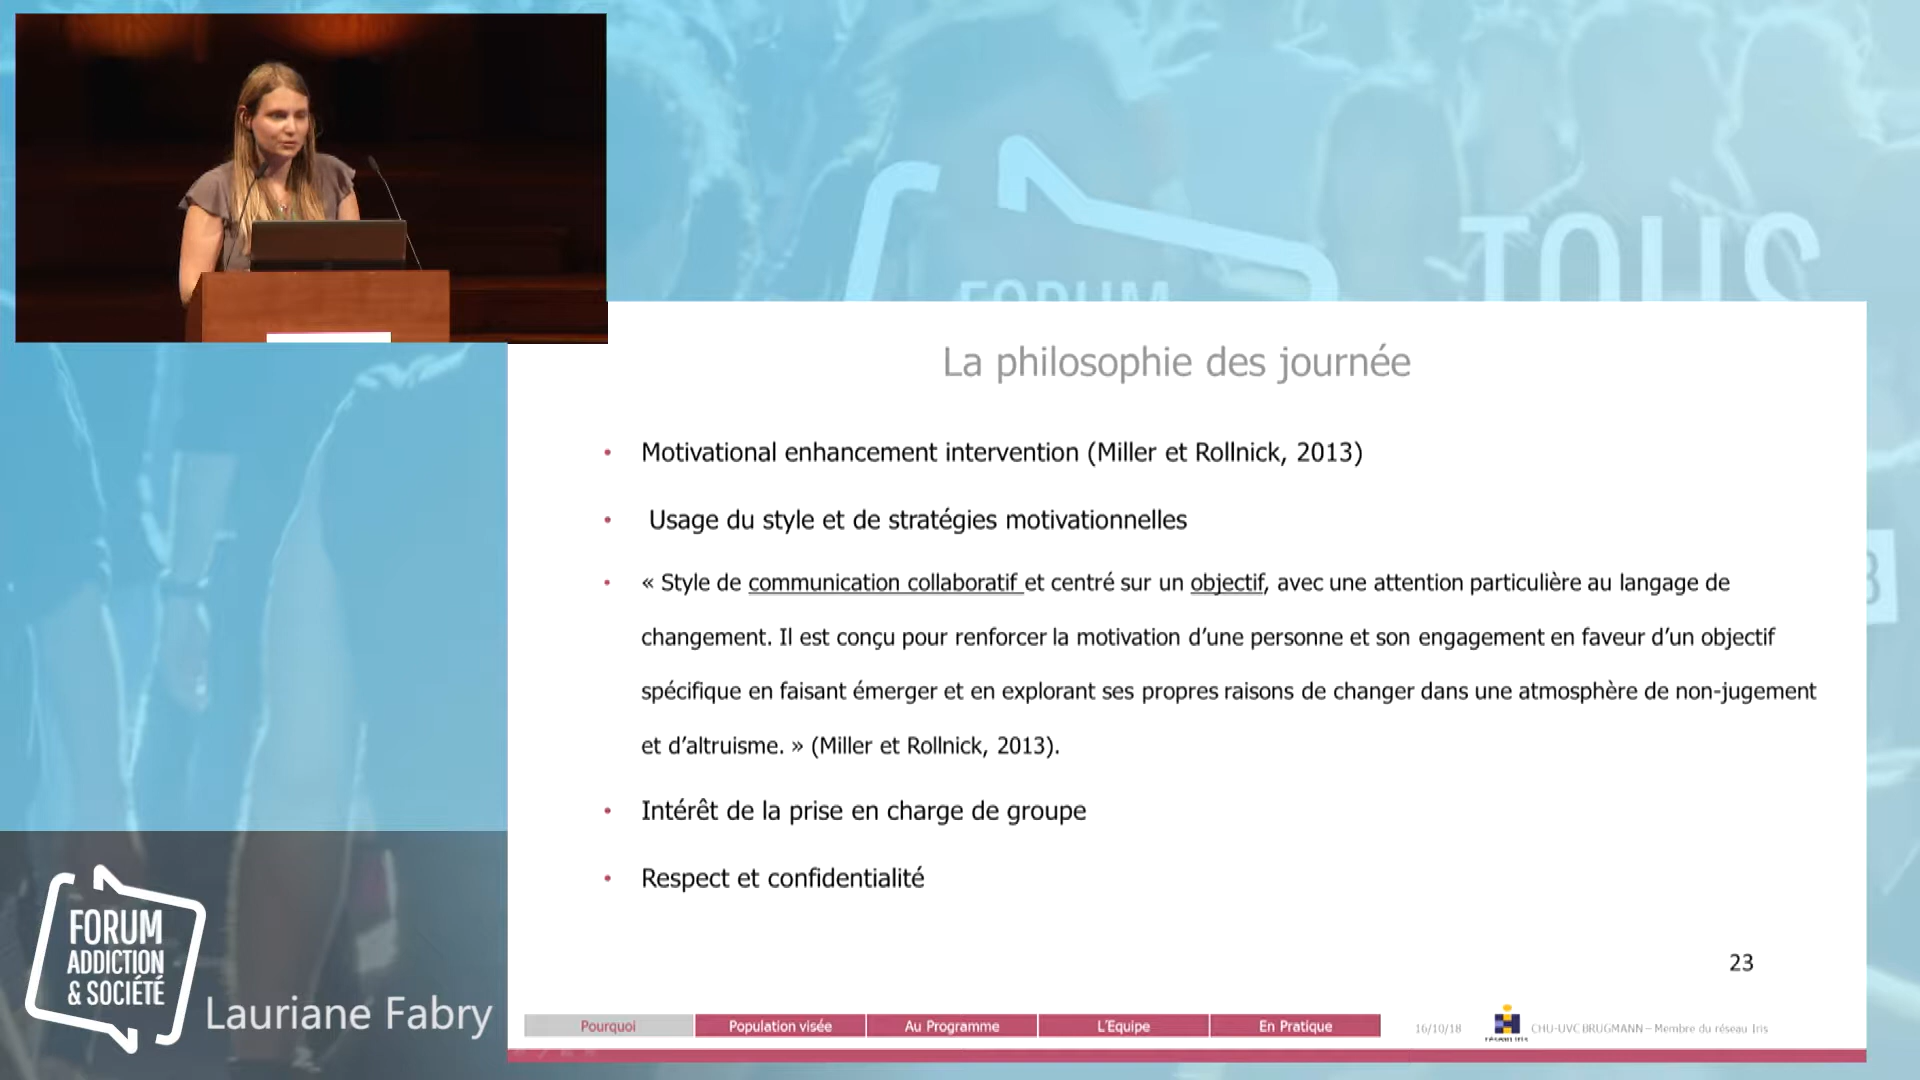 FORUM
TOUS
La philosophie des journée
• Motivational enhancement intervention (Miller et Rollnick, 2013)
• Usage du style et de stratégies motivationnelles
• « Style de communication collaboratif et centré sur un objectif, avec une attention particulière au langage de
changement. Il est conçu pour renforcer la motivation d’une personne et son engagement en faveur d’un objectif
spécifique en faisant émerger et en explorant ses propres raisons de changer dans une atmosphère de non-jugement
et d’altruisme. » (Miller et Rollnick, 2013).
• Intérêt de la prise en charge de groupe
• Respect et confidentialité
23
Pourquoi Population visée Au Programme L’Equipe En Pratique
16/10/18
réseau iris
CHU-UVC BRUGMANN – Membre du réseau Iris
FORUM
ADDICTION
& SOCIÉTÉ
Lauriane Fabry